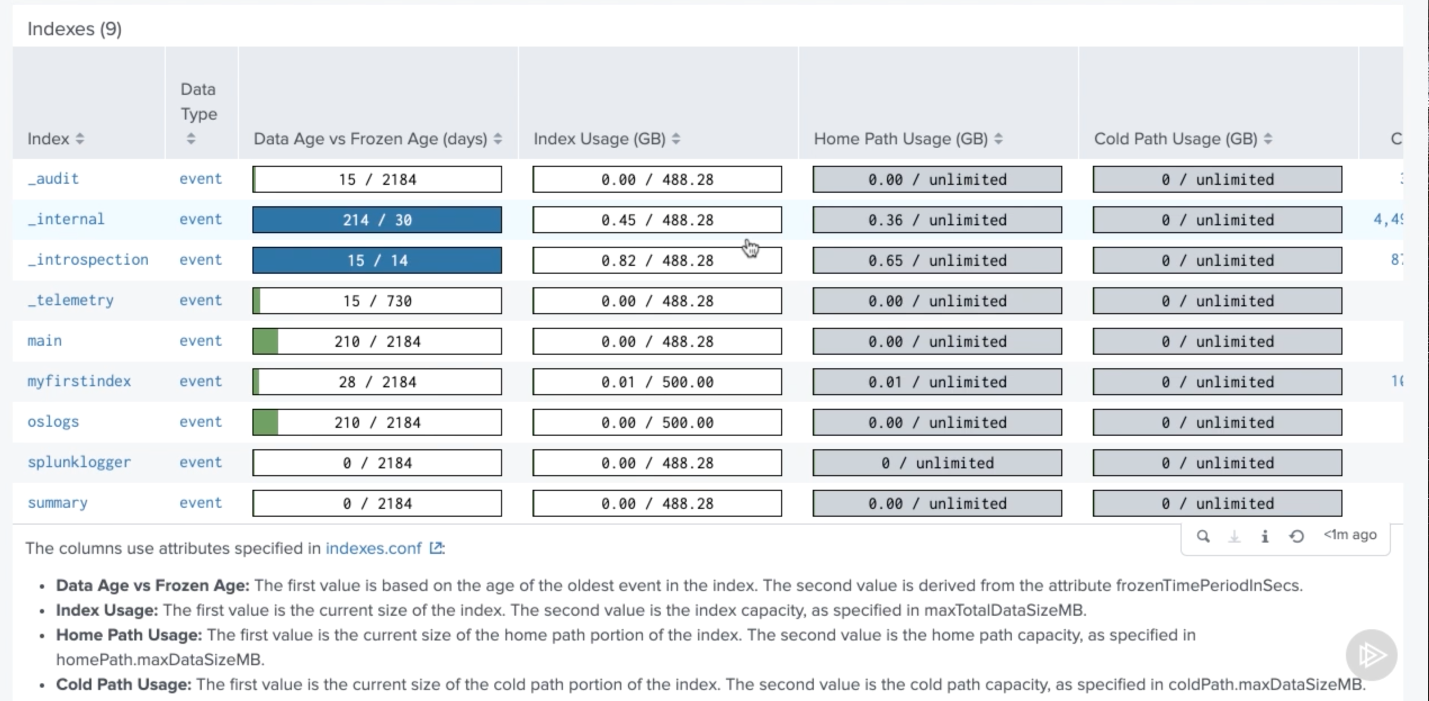 Indexes (9)
Data
Type
Index Data Age vs Frozen Age (days) Index Usage (GB) Home Path Usage (GB) Cold Path Usage (GB) C
_audit event 15 / 2184 0.00 / 488.28 0.00 / unlimited 0 / unlimited
_internal event 214 / 30 0.45 / 488.28 0.36 / unlimited 0 / unlimited 4,49
_introspection event 15 / 14 0.82 / 488.28 0.65 / unlimited 0 / unlimited
_telemetry event 15 / 730 0.00 / 488.28 0.00 / unlimited 0 / unlimited
main event 210 / 2184 0.00 / 488.28 0.00 / unlimited 0 / unlimited
myfirstindex event 28 / 2184 0.01 / 500.00 0.01 / unlimited 0 / unlimited
oslogs event 210 / 2184 0.00 / 500.00 0.00 / unlimited 0 / unlimited
splunklogger event 0 / 2184 0.00 / 488.28 0 / unlimited 0 / unlimited
summary event 0 / 2184 0.00 / 488.28 0.00 / unlimited 0 / unlimited
<1m ago
The columns use attributes specified in indexes.conf :
• Data Age vs Frozen Age: The first value is based on the age of the oldest event in the index. The second value is derived from the attribute frozenTimePeriodInSecs.
• Index Usage: The first value is the current size of the index. The second value is the index capacity, as specified in maxTotalDataSizeMB.
• Home Path Usage: The first value is the current size of the home path portion of the index. The second value is the home path capacity, as specified in
homePath.maxDataSizeMB.
• Cold Path Usage: The first value is the current size of the cold path portion of the index. The second value is the cold path capacity, as specified in coldPath.maxDataSizeMB.